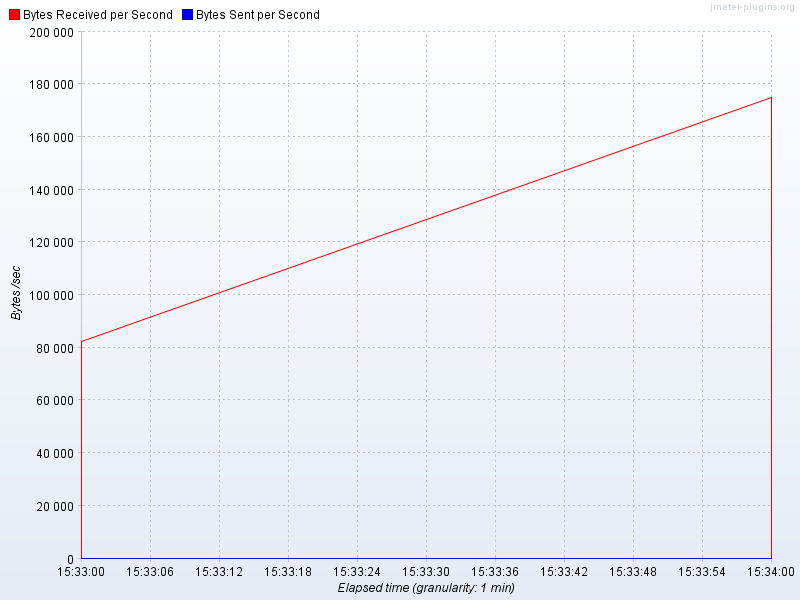 jmeter-plugins.org
Bytes Received per Second Bytes Sent per Second
200 000
180 000
160 000
140 000
120 000
100 000
80 000
60 000
40 000
20 000
0
Bytes /sec
15:33:00 15:33:06 15:33:12 15:33:18 15:33:24 15:33:30 15:33:36 15:33:42 15:33:48 15:33:54 15:34:00
Elapsed time (granularity: 1 min)